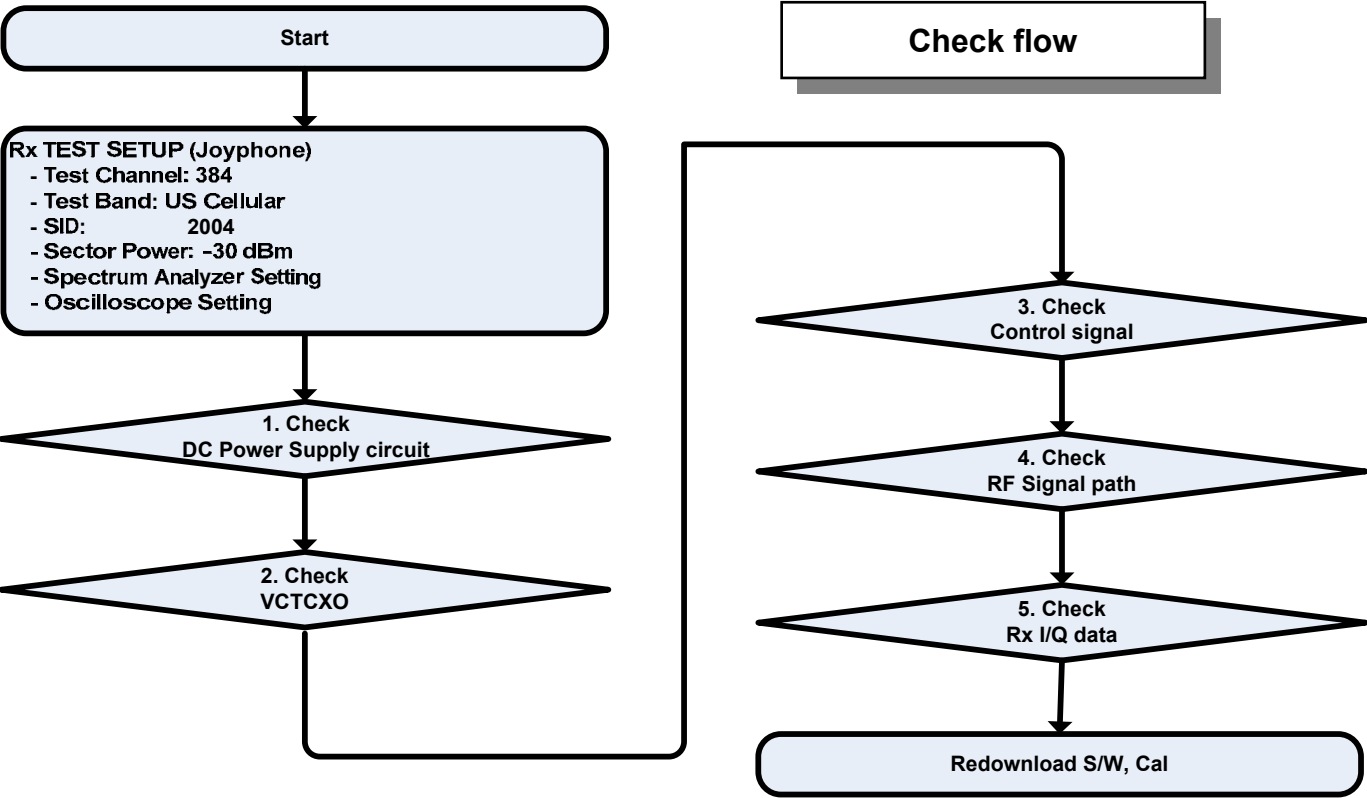 Start
Check flow
Rx TEST SETUP (Joyphone)
- Test Channel: 384
- Test Band: US Cellular
- SID: 2004
- Sector Power: -30 dBm
- Spectrum Analyzer Setting
- Oscilloscope Setting
1. Check
DC Power Supply circuit
2. Check
VCTCXO
3. Check
Control signal
4. Check
RF Signal path
5. Check
Rx I/Q data
Redownload S/W, Cal